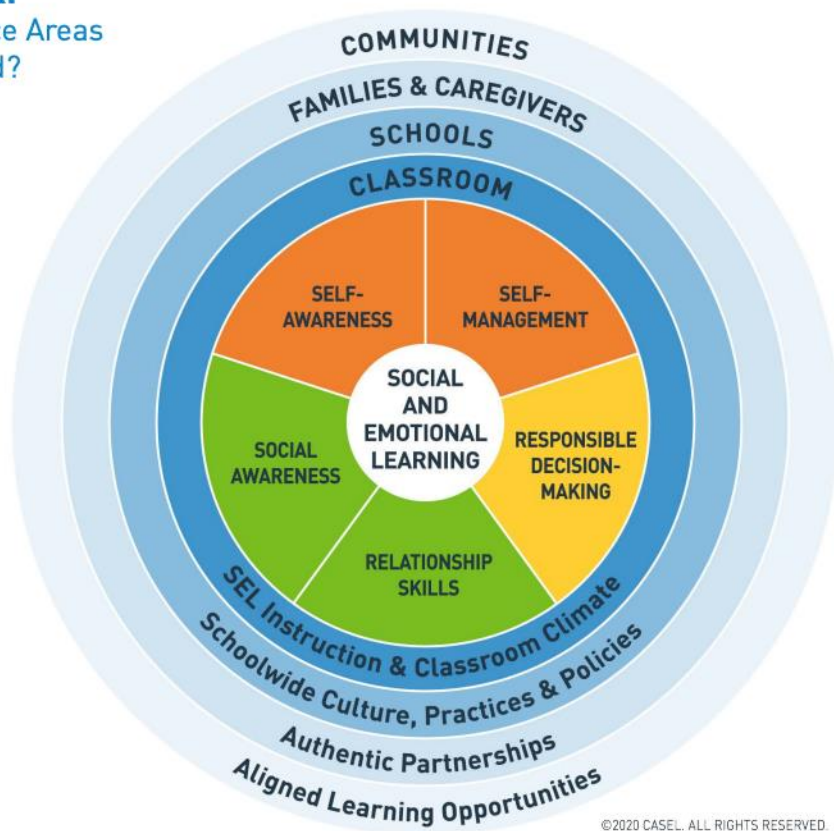 ce Areas
?
COMMUNITIES
FAMILIES & CAREGIVERS
SCHOOLS
CLASSROOM
SELF-
AWARENESS
SELF-
MANAGEMENT
SOCIAL
AND
EMOTIONAL
LEARNING
SOCIAL
AWARENESS
RESPONSIBLE
DECISION-
MAKING
RELATIONSHIP
SKILLS
SEL Instruction & Classroom Climate
Schoolwide Culture, Practices & Policies
Authentic Partnerships
Aligned Learning Opportunities
©2020 CASEL. ALL RIGHTS RESERVED.